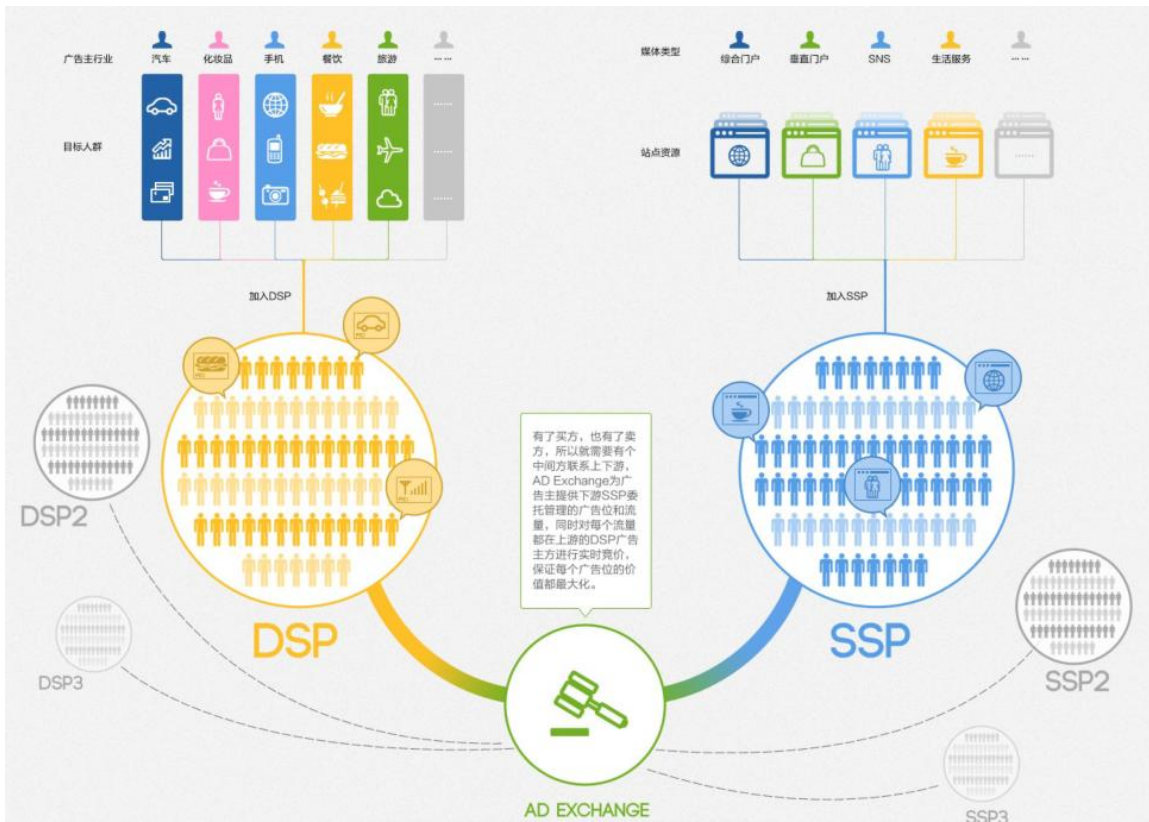 广告主行业
汽车
化妆品
手机
餐饮
旅游
... ...
目标人群
......
......
......
媒体类型
综合门户
垂直门户
SNS
生活服务
... ...
站点资源
......
加入DSP
加入SSP
有了买方，也有了卖
方，所以就需要有个
中间方联系上下游，
AD Exchange为广
告主提供下游SSP委
托管理的广告位和流
量，同时对每个流量
都在上游的DSP广告
主方进行实时竞价，
保证每个广告位的价
值都最大化。
DSP
SSP
DSP2
DSP3
SSP2
SSP3
AD EXCHANGE